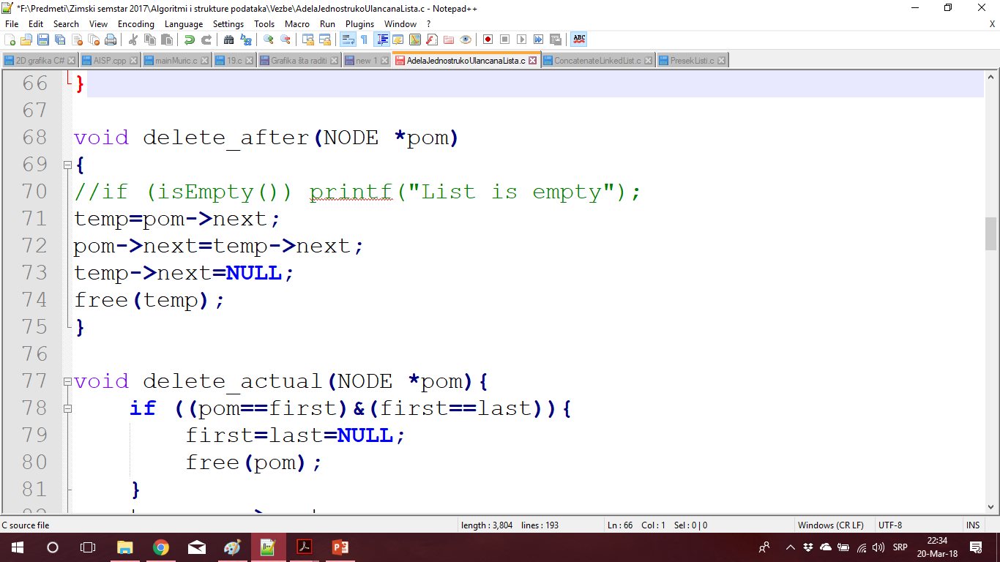 *F:\Predmeti\Zimski semstar 2017\Algoritmi i strukture podataka\Vezbe\AdelaJednostrukoUlancanaLista.c - Notepad++
File Edit Search View Encoding Language Settings Tools Macro Run Plugins Window ? X
2D grafika C# AISP.cpp mainMuric.c 19.c Grafika šta raditi new 1 AdelaJednostrukoUlancanaLista.c ConcatenateLinkedList.c PresekListi.c
66 }
67
68 void delete_after(NODE *pom)
69 {
70 //if (isEmpty()) printf("List is empty");
71 temp=pom->next;
72 pom->next=temp->next;
73 temp->next=NULL;
74 free(temp);
75 }
76
77 void delete_actual(NODE *pom){
78 if ((pom==first)&(first==last)){
79 first=last=NULL;
80 free(pom);
81 }
C source file length : 3,804 lines : 193 Ln : 66 Col : 1 Sel : 0 | 0 Windows (CR LF) UTF-8 INS
SRP 22:34
20-Mar-18